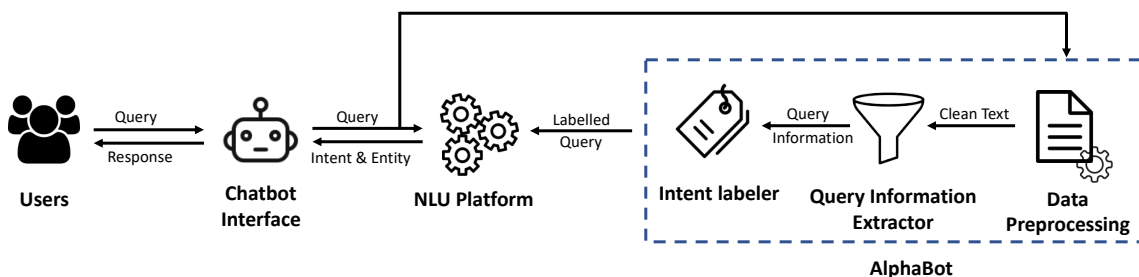 Query
Response
Users
Chatbot
Interface
Query
Intent & Entity
NLU Platform
Labelled
Query
Intent labeler
Query
Information
Query Information
Extractor
Clean Text
Data
Preprocessing
AlphaBot